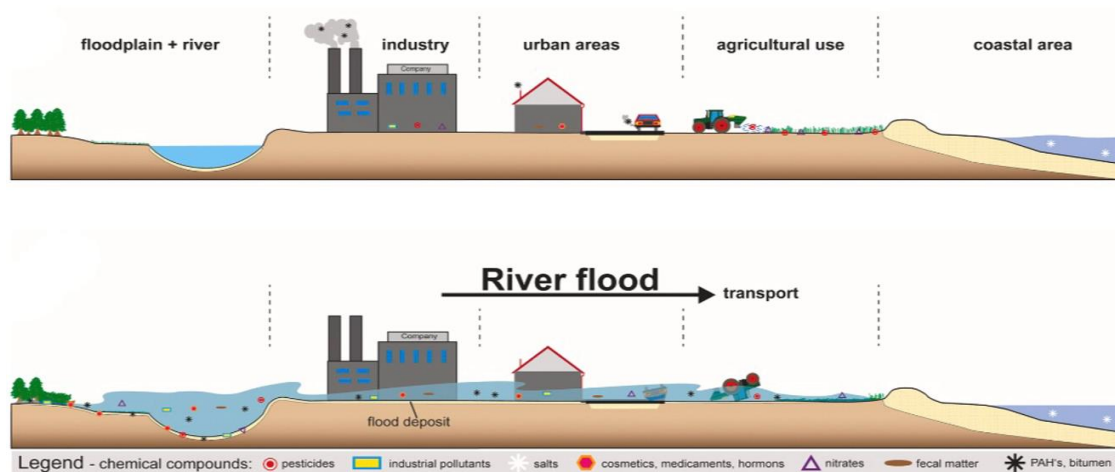 floodplain + river
industry
urban areas
agricultural use
coastal area
Company
River flood
transport
Company
flood deposit
Legend - chemical compounds: pesticides industrial pollutants salts cosmetics, medicaments, hormons nitrates fecal matter PAH's, bitumen